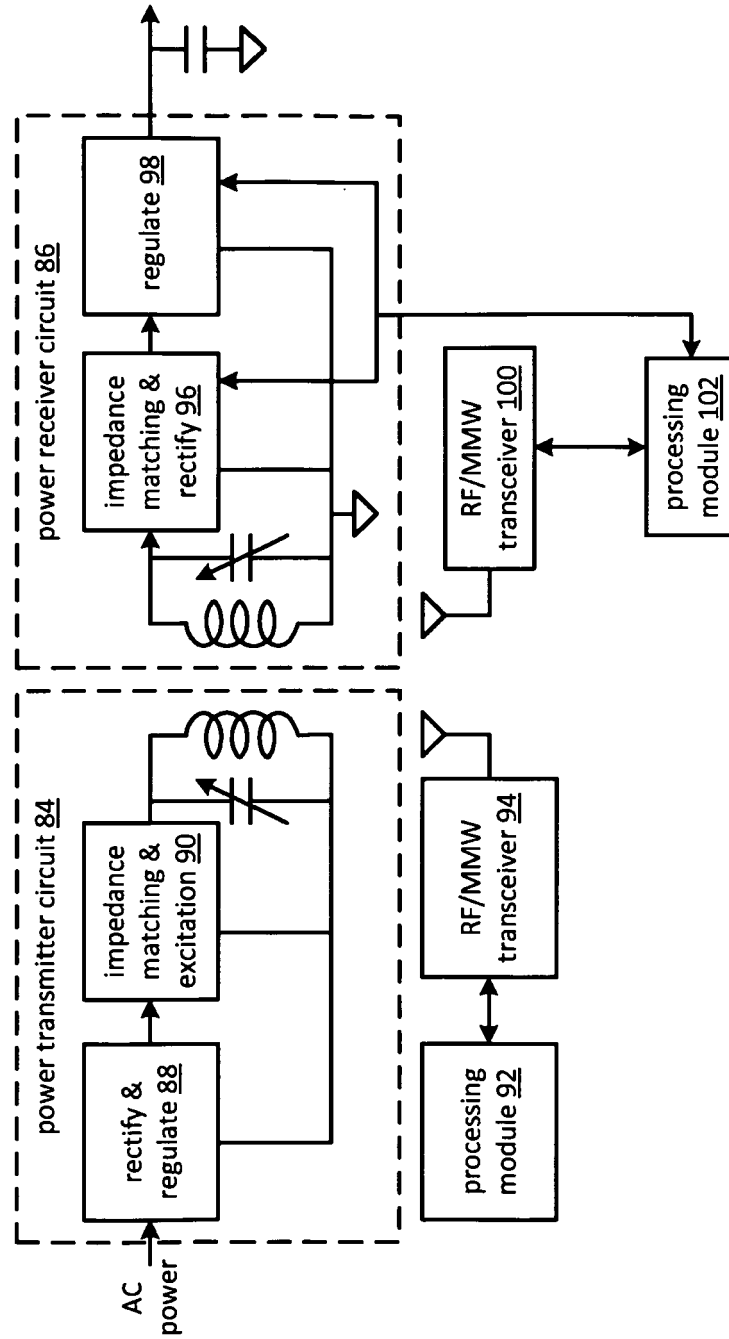 power transmitter circuit 84
AC
power
rectify &
regulate 88
impedance
matching &
excitation 90
processing
module 92
RF/MMW
transceiver 94
power receiver circuit 86
impedance
matching &
rectify 96
regulate 98
RF/MMW
transceiver 100
processing
module 102